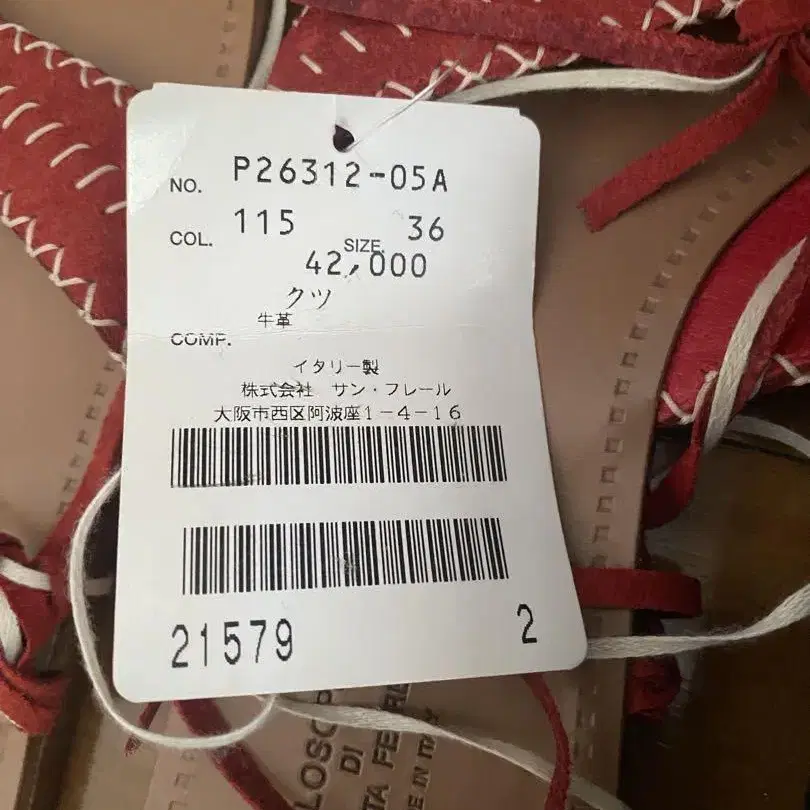 NO. P26312-05A
COL. 115 SIZE. 36
42,000
クツ
牛革
COMP.
イタリー製
株式会社 サン・フレール
大阪市西区阿波座1-4-16
21579 2
DI